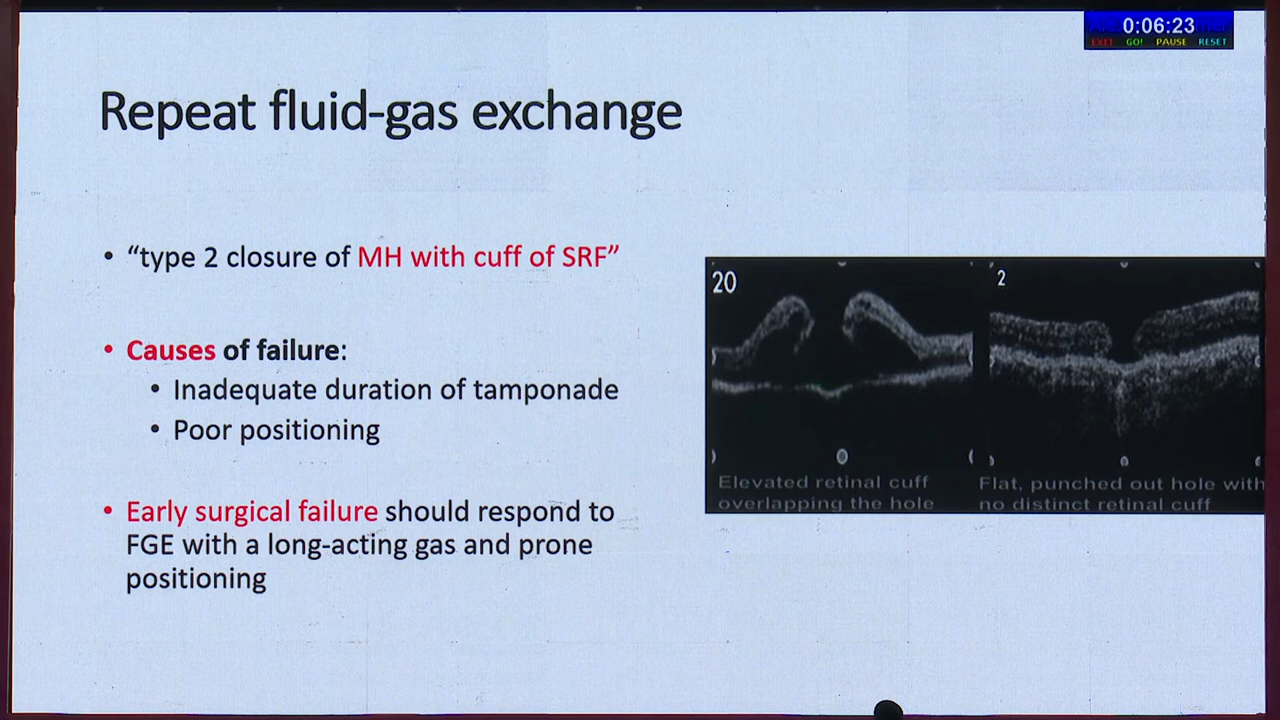 0:06:23
EXIT GO! PAUSE RESET
Repeat fluid-gas exchange
• “type 2 closure of MH with cuff of SRF”
• Causes of failure:
• Inadequate duration of tamponade
• Poor positioning
• Early surgical failure should respond to
FGE with a long-acting gas and prone
positioning
20
2
Elevated retinal cuff
overlapping the hole
Flat, punched out hole with
no distinct retinal cuff